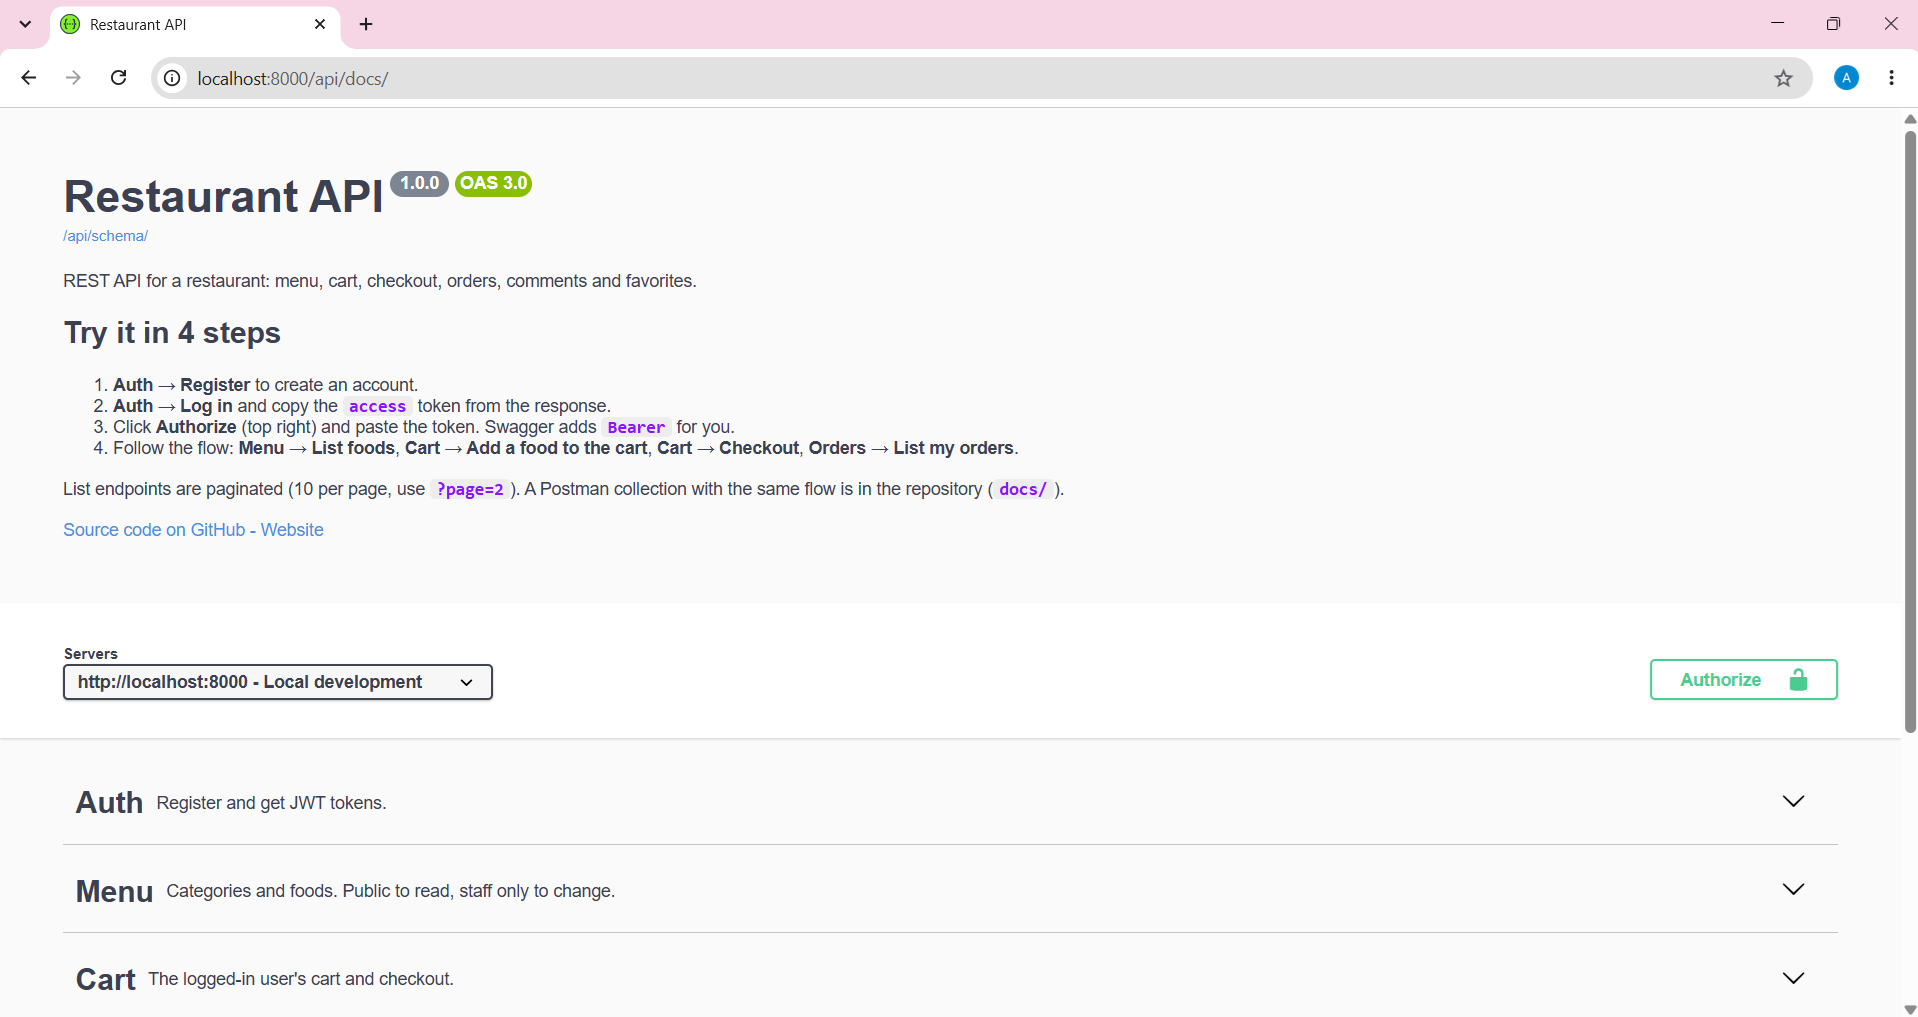 Restaurant API
localhost:8000/api/docs/
A
Restaurant API 1.0.0 OAS 3.0
/api/schema/
REST API for a restaurant: menu, cart, checkout, orders, comments and favorites.
Try it in 4 steps
1. Auth → Register to create an account.
2. Auth → Log in and copy the access token from the response.
3. Click Authorize (top right) and paste the token. Swagger adds Bearer for you.
4. Follow the flow: Menu → List foods, Cart → Add a food to the cart, Cart → Checkout, Orders → List my orders.
List endpoints are paginated (10 per page, use ?page=2 ). A Postman collection with the same flow is in the repository ( docs/ ).
Source code on GitHub - Website
Servers
http://localhost:8000 - Local development
Authorize
Auth Register and get JWT tokens.
Menu Categories and foods. Public to read, staff only to change.
Cart The logged-in user's cart and checkout.